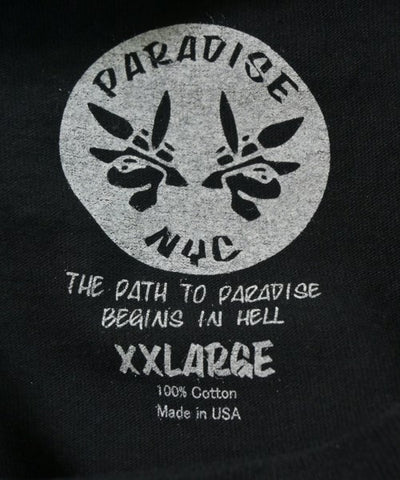 PARADISE
NYC
THE PATH TO PARADISE
BEGINS IN HELL
XXLARGE
100% Cotton
Made in USA